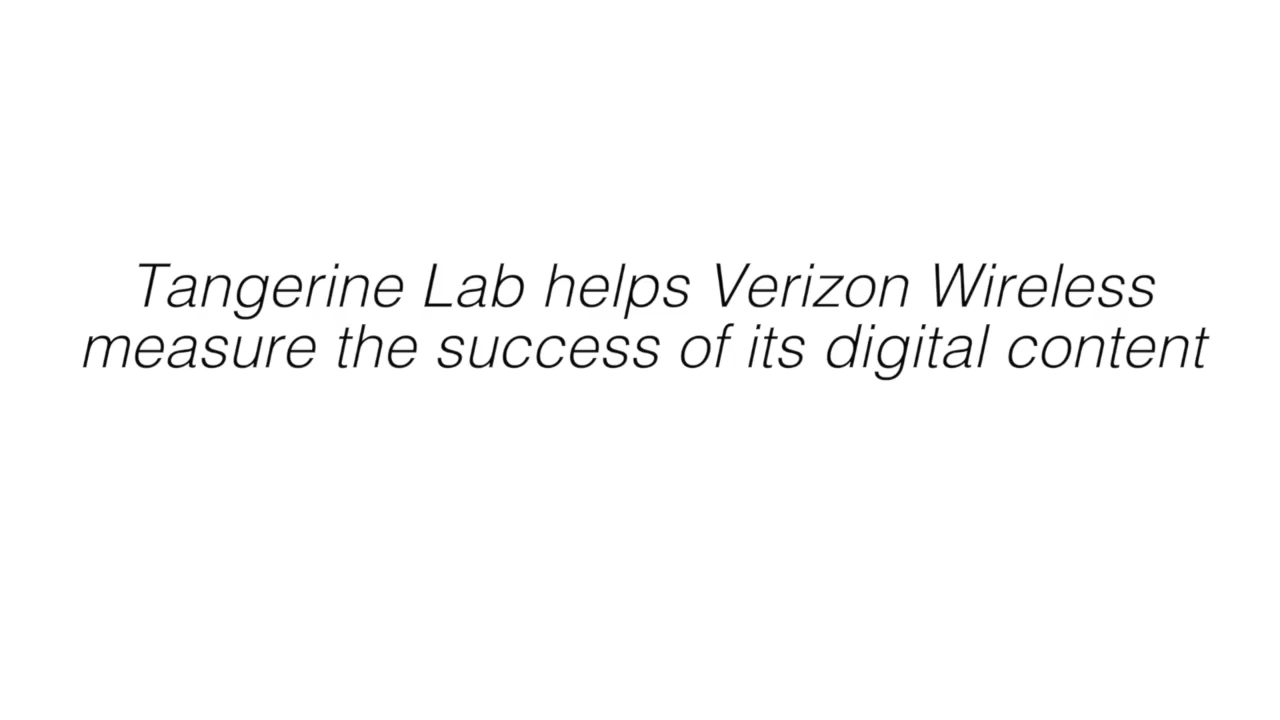 Tangerine Lab helps Verizon Wireless
measure the success of its digital content